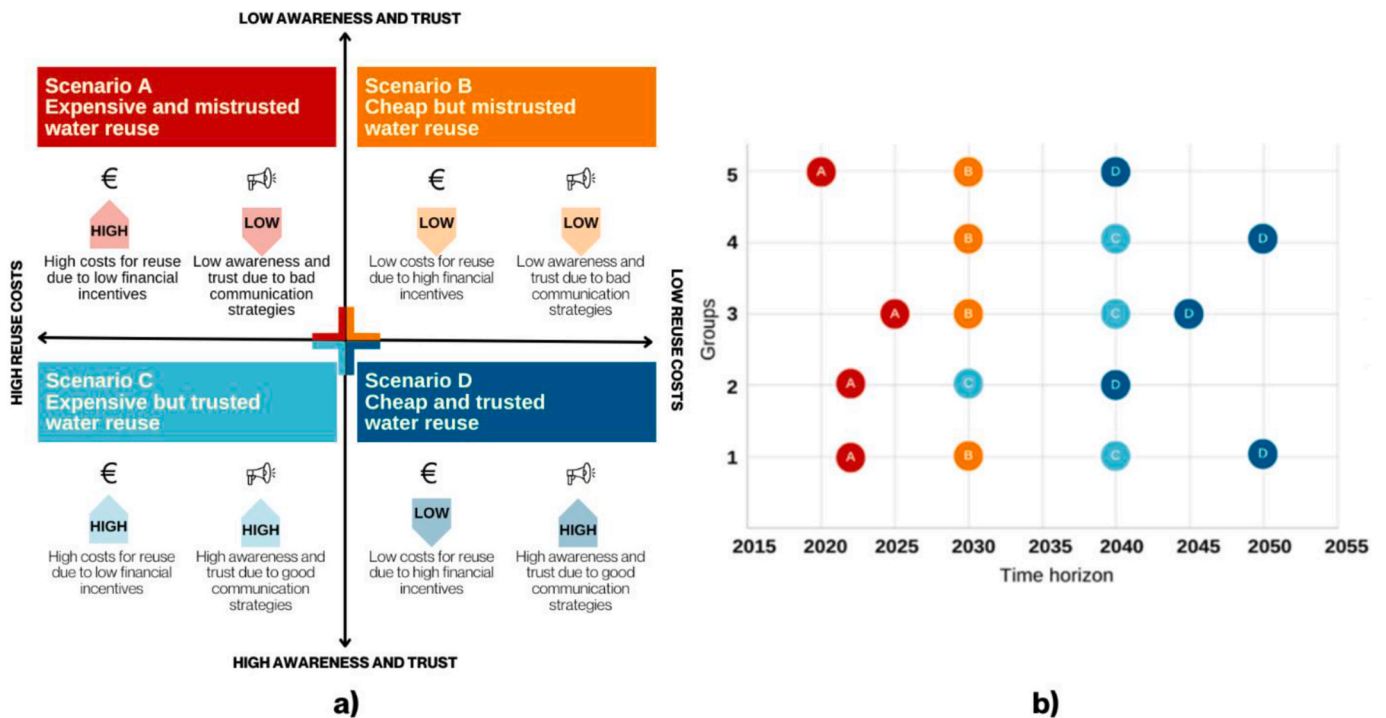 LOW AWARENESS AND TRUST
Scenario A
Expensive and mistrusted
water reuse
Scenario B
Cheap but mistrusted
water reuse
€
€
HIGH
LOW
LOW
LOW
High costs for reuse
due to low financial
incentives
Low awareness and
trust due to bad
communication
strategies
Low costs for reuse
due to high financial
incentives
Low awareness and
trust due to bad
communication
strategies
HIGH REUSE COSTS
LOW REUSE COSTS
Scenario C
Expensive but trusted
water reuse
Scenario D
Cheap and trusted
water reuse
€
€
HIGH
HIGH
LOW
HIGH
High costs for reuse
due to low financial
incentives
High awareness and
trust due to good
communication
strategies
Low costs for reuse
due to high financial
incentives
High awareness and
trust due to good
communication
strategies
HIGH AWARENESS AND TRUST
a)
Groups
5 A B D
4 B C D
3 A B C D
2 A C D
1 A B C D
2015 2020 2025 2030 2035 2040 2045 2050 2055
Time horizon
b)